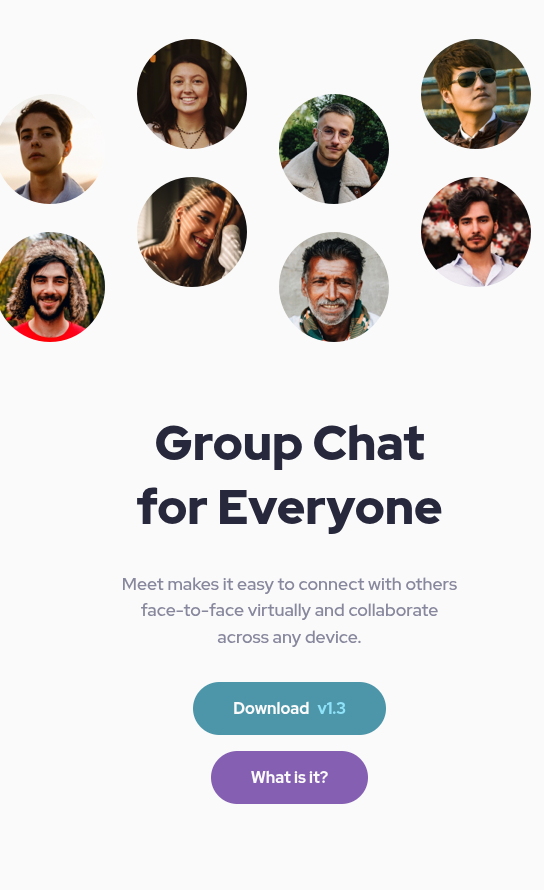 Group Chat
for Everyone
Meet makes it easy to connect with others
face-to-face virtually and collaborate
across any device.
Download v1.3
What is it?